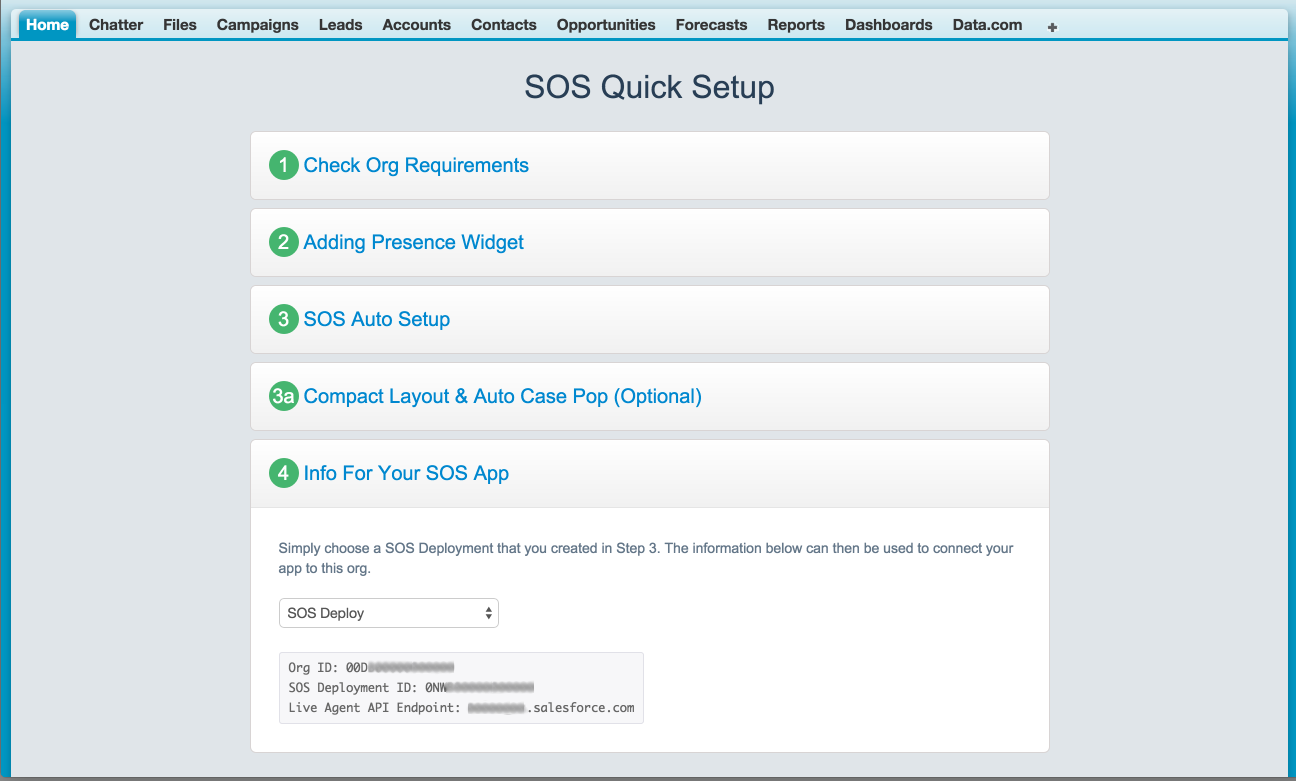 Home Chatter Files Campaigns Leads Accounts Contacts Opportunities Forecasts Reports Dashboards Data.com +
SOS Quick Setup
1 Check Org Requirements
2 Adding Presence Widget
3 SOS Auto Setup
3a Compact Layout & Auto Case Pop (Optional)
4 Info For Your SOS App
Simply choose a SOS Deployment that you created in Step 3. The information below can then be used to connect your
app to this org.
SOS Deploy
Org ID: 00D
SOS Deployment ID: 0NW
Live Agent API Endpoint: .salesforce.com